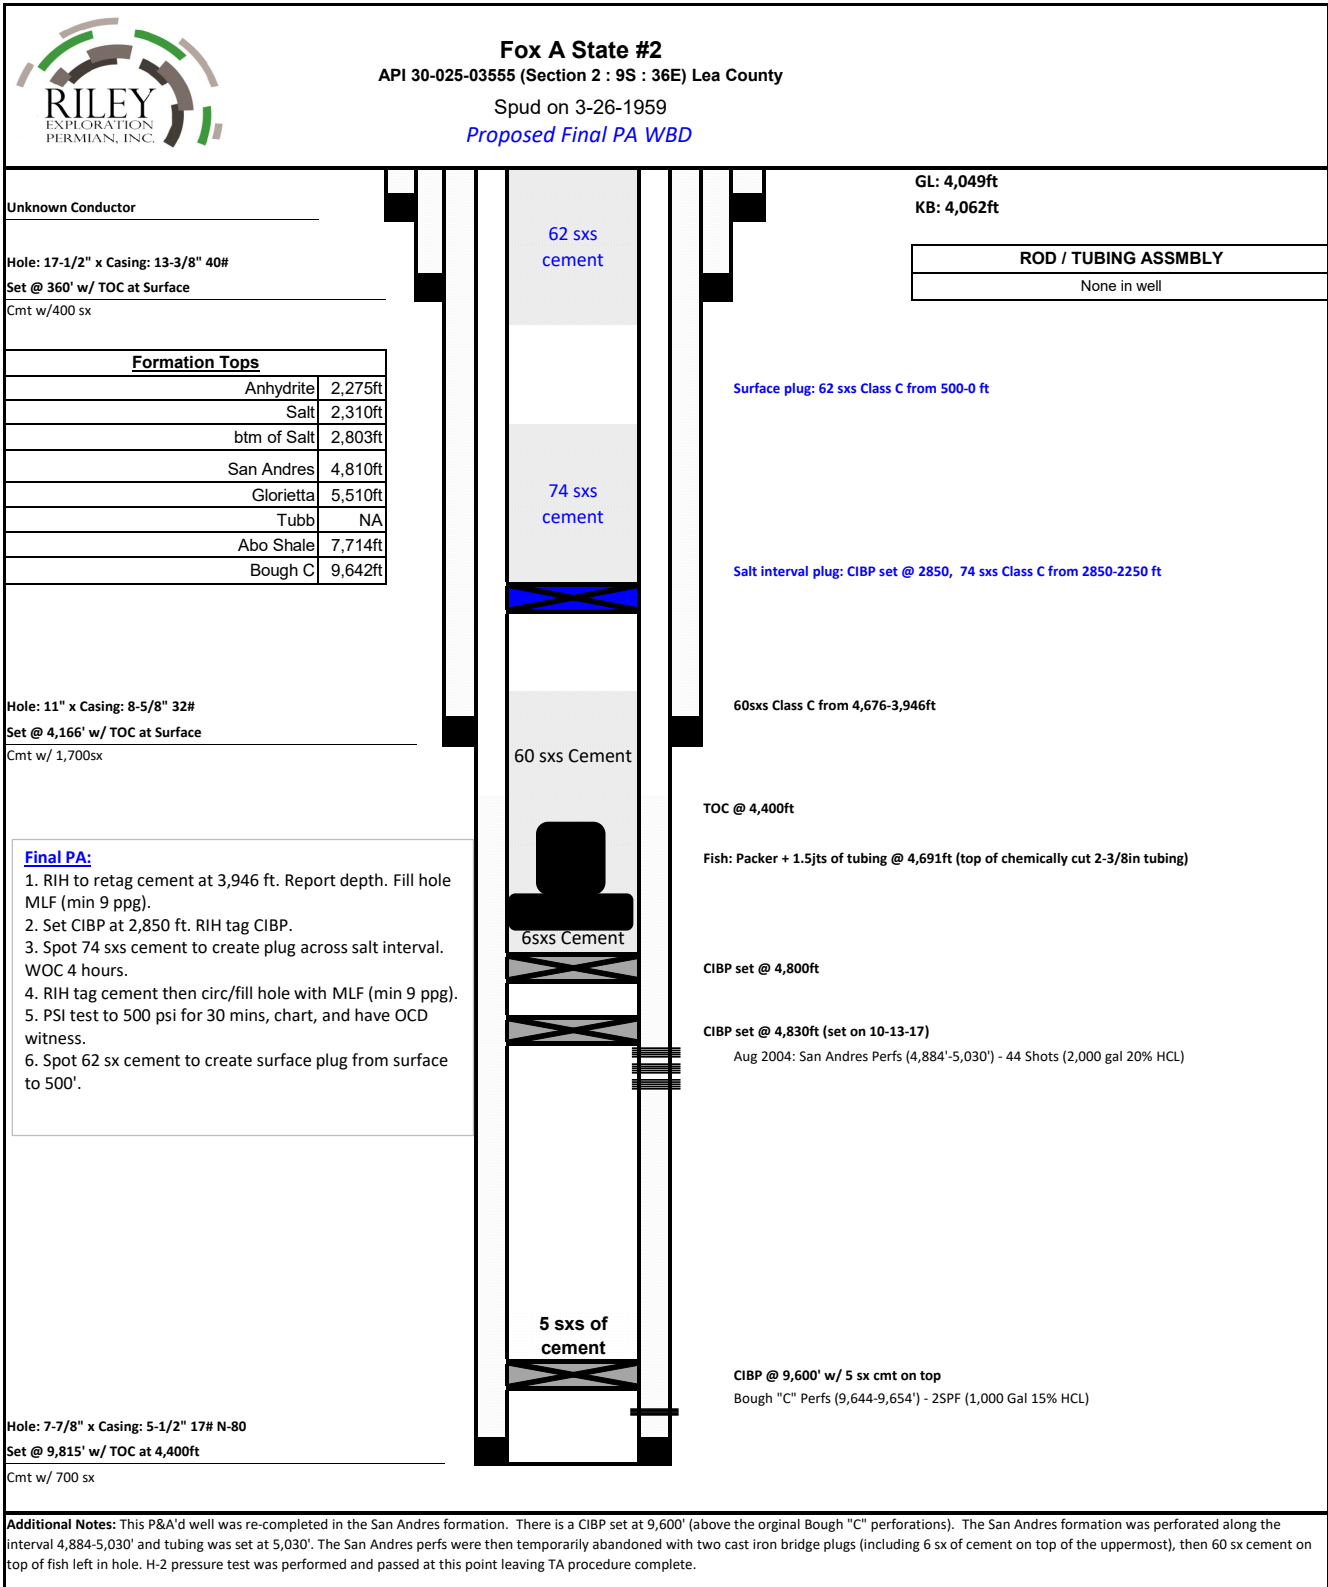 RILEY
EXPLORATION
PERMIAN, INC.
Fox A State #2
API 30-025-03555 (Section 2 : 9S : 36E) Lea County
Spud on 3-26-1959
Proposed Final PA WBD
GL: 4,049ft
KB: 4,062ft
Unknown Conductor
62 sxs
cement
ROD / TUBING ASSMBLY
None in well
Hole: 17-1/2" x Casing: 13-3/8" 40#
Set @ 360' w/ TOC at Surface
Cmt w/400 sx
Formation Tops
Anhydrite 2,275ft
Salt 2,310ft
btm of Salt 2,803ft
San Andres 4,810ft
Glorietta 5,510ft
Tubb NA
Abo Shale 7,714ft
Bough C 9,642ft
Surface plug: 62 sxs Class C from 500-0 ft
74 sxs
cement
Salt interval plug: CIBP set @ 2850, 74 sxs Class C from 2850-2250 ft
Hole: 11" x Casing: 8-5/8" 32#
Set @ 4,166' w/ TOC at Surface
Cmt w/ 1,700sx
60sxs Class C from 4,676-3,946ft
60 sxs Cement
TOC @ 4,400ft
Fish: Packer + 1.5jts of tubing @ 4,691ft (top of chemically cut 2-3/8in tubing)
Final PA:
1. RIH to retag cement at 3,946 ft. Report depth. Fill hole
MLF (min 9 ppg).
2. Set CIBP at 2,850 ft. RIH tag CIBP.
3. Spot 74 sxs cement to create plug across salt interval.
WOC 4 hours.
4. RIH tag cement then circ/fill hole with MLF (min 9 ppg).
5. PSI test to 500 psi for 30 mins, chart, and have OCD
witness.
6. Spot 62 sx cement to create surface plug from surface
to 500'.
6sxs Cement
CIBP set @ 4,800ft
CIBP set @ 4,830ft (set on 10-13-17)
Aug 2004: San Andres Perfs (4,884'-5,030') - 44 Shots (2,000 gal 20% HCL)
5 sxs of
cement
CIBP @ 9,600' w/ 5 sx cmt on top
Bough "C" Perfs (9,644-9,654') - 2SPF (1,000 Gal 15% HCL)
Hole: 7-7/8" x Casing: 5-1/2" 17# N-80
Set @ 9,815' w/ TOC at 4,400ft
Cmt w/ 700 sx
Additional Notes: This P&A'd well was re-completed in the San Andres formation. There is a CIBP set at 9,600' (above the orginal Bough "C" perforations). The San Andres formation was perforated along the
interval 4,884-5,030' and tubing was set at 5,030'. The San Andres perfs were then temporarily abandoned with two cast iron bridge plugs (including 6 sx of cement on top of the uppermost), then 60 sx cement on
top of fish left in hole. H-2 pressure test was performed and passed at this point leaving TA procedure complete.